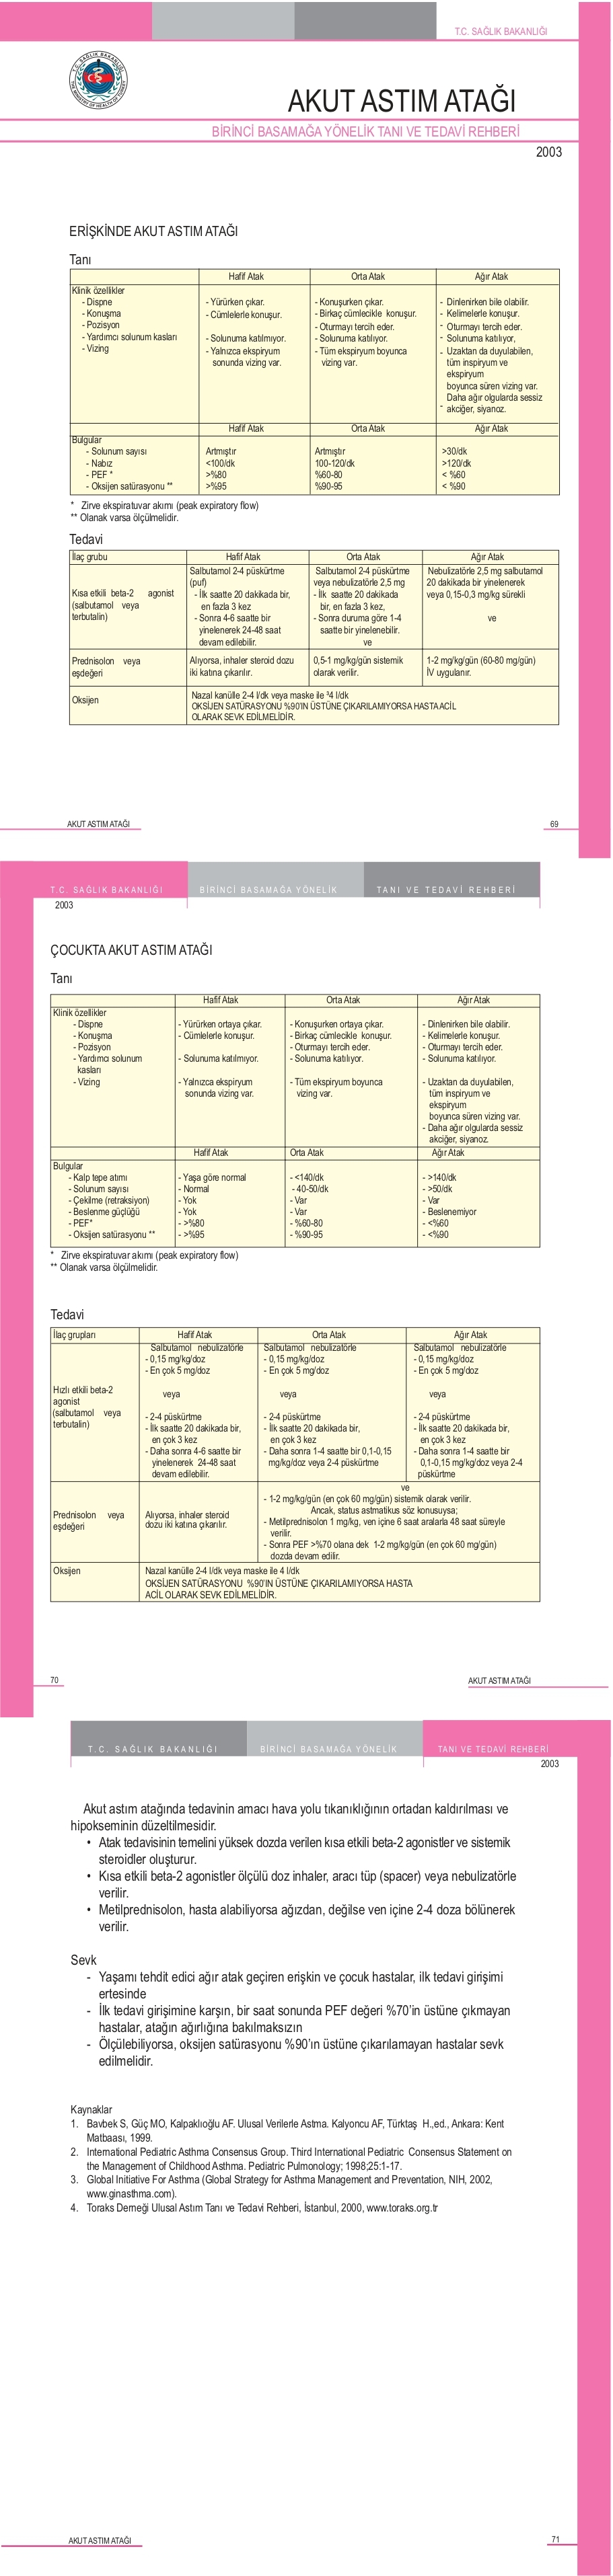 T.C. SAĞLIK BAKANLIĞI
T.C. SAĞLIK BAKANLIĞI
THE MINISTRY OF HEALTH OF TURKEY
AKUT ASTIM ATAĞI
BİRİNCİ BASAMAĞA YÖNELİK TANI VE TEDAVİ REHBERİ
2003
ERİŞKİNDE AKUT ASTIM ATAĞI
Tanı
Hafif Atak Orta Atak Ağır Atak
Klinik özellikler
- Dispne - Yürürken çıkar. - Konuşurken çıkar. - Dinlenirken bile olabilir.
- Konuşma - Cümlelerle konuşur. - Birkaç cümlecikle konuşur. - Kelimelerle konuşur.
- Pozisyon - Oturmayı tercih eder. - Oturmayı tercih eder.
- Yardımcı solunum kasları - Solunuma katılmıyor. - Solunuma katılıyor. - Solunuma katılıyor,
- Vizing - Yalnızca ekspiryum - Tüm ekspiryum boyunca - Uzaktan da duyulabilen,
sonunda vizing var. vizing var. tüm inspiryum ve
ekspiryum
boyunca süren vizing var.
Daha ağır olgularda sessiz
- akciğer, siyanoz.
Hafif Atak Orta Atak Ağır Atak
Bulgular
- Solunum sayısı Artmıştır Artmıştır >30/dk
- Nabız <100/dk 100-120/dk >120/dk
- PEF * >%80 %60-80 < %60
- Oksijen satürasyonu ** >%95 %90-95 < %90
* Zirve ekspiratuvar akımı (peak expiratory flow)
** Olanak varsa ölçülmelidir.
Tedavi
İlaç grubu Hafif Atak Orta Atak Ağır Atak
Salbutamol 2-4 püskürtme Salbutamol 2-4 püskürtme Nebulizatörle 2,5 mg salbutamol
(puf) veya nebulizatörle 2,5 mg 20 dakikada bir yinelenerek
Kısa etkili beta-2 agonist - İlk saatte 20 dakikada bir, - İlk saatte 20 dakikada veya 0,15-0,3 mg/kg sürekli
(salbutamol veya en fazla 3 kez bir, en fazla 3 kez,
terbutalin) - Sonra 4-6 saatte bir - Sonra duruma göre 1-4 ve
yinelenerek 24-48 saat saatte bir yinelenebilir.
devam edilebilir. ve
Prednisolon veya Alıyorsa, inhaler steroid dozu 0,5-1 mg/kg/gün sistemik 1-2 mg/kg/gün (60-80 mg/gün)
eşdeğeri iki katına çıkarılır. olarak verilir. İV uygulanır.
Oksijen Nazal kanülle 2-4 l/dk veya maske ile ³4 l/dk
OKSİJEN SATÜRASYONU %90'IN ÜSTÜNE ÇIKARILAMIYORSA HASTA ACİL
OLARAK SEVK EDİLMELİDİR.
AKUT ASTIM ATAĞI 69
T.C. SAĞLIK BAKANLIĞI BİRİNCİ BASAMAĞA YÖNELİK TANI VE TEDAVİ REHBERİ
2003
ÇOCUKTA AKUT ASTIM ATAĞI
Tanı
Hafif Atak Orta Atak Ağır Atak
Klinik özellikler
- Dispne - Yürürken ortaya çıkar. - Konuşurken ortaya çıkar. - Dinlenirken bile olabilir.
- Konuşma - Cümlelerle konuşur. - Birkaç cümlecikle konuşur. - Kelimelerle konuşur.
- Pozisyon - Oturmayı tercih eder. - Oturmayı tercih eder.
- Yardımcı solunum - Solunuma katılmıyor. - Solunuma katılıyor. - Solunuma katılıyor.
kasları
- Vizing - Yalnızca ekspiryum - Tüm ekspiryum boyunca - Uzaktan da duyulabilen,
sonunda vizing var. vizing var. tüm inspiryum ve
ekspiryum
boyunca süren vizing var.
- Daha ağır olgularda sessiz
akciğer, siyanoz.
Hafif Atak Orta Atak Ağır Atak
Bulgular
- Kalp tepe atımı - Yaşa göre normal - <140/dk - >140/dk
- Solunum sayısı - Normal - 40-50/dk - >50/dk
- Çekilme (retraksiyon) - Yok - Var - Var
- Beslenme güçlüğü - Yok - Var - Beslenemiyor
- PEF* - >%80 - %60-80 - <%60
- Oksijen satürasyonu ** - >%95 - %90-95 - <%90
* Zirve ekspiratuvar akımı (peak expiratory flow)
** Olanak varsa ölçülmelidir.
Tedavi
İlaç grupları Hafif Atak Orta Atak Ağır Atak
Salbutamol nebulizatörle Salbutamol nebulizatörle Salbutamol nebulizatörle
- 0,15 mg/kg/doz - 0,15 mg/kg/doz - 0,15 mg/kg/doz
- En çok 5 mg/doz - En çok 5 mg/doz - En çok 5 mg/doz
Hızlı etkili beta-2 veya veya veya
agonist
(salbutamol veya - 2-4 püskürtme - 2-4 püskürtme - 2-4 püskürtme
terbutalin) - İlk saatte 20 dakikada bir, - İlk saatte 20 dakikada bir, - İlk saatte 20 dakikada bir,
en çok 3 kez en çok 3 kez en çok 3 kez
- Daha sonra 4-6 saatte bir - Daha sonra 1-4 saatte bir 0,1-0,15 - Daha sonra 1-4 saatte bir
yinelenerek 24-48 saat mg/kg/doz veya 2-4 püskürtme 0,1-0,15 mg/kg/doz veya 2-4
devam edilebilir. püskürtme
ve
- 1-2 mg/kg/gün (en çok 60 mg/gün) sistemik olarak verilir.
Prednisolon veya Alıyorsa, inhaler steroid Ancak, status astmatikus söz konusuysa;
eşdeğeri dozu iki katına çıkarılır. - Metilprednisolon 1 mg/kg, ven içine 6 saat aralarla 48 saat süreyle
verilir.
- Sonra PEF >%70 olana dek 1-2 mg/kg/gün (en çok 60 mg/gün)
dozda devam edilir.
Oksijen Nazal kanülle 2-4 l/dk veya maske ile 4 l/dk
OKSİJEN SATÜRASYONU %90'IN ÜSTÜNE ÇIKARILAMIYORSA HASTA
ACİL OLARAK SEVK EDİLMELİDİR.
70 AKUT ASTIM ATAĞI
T.C. SAĞLIK BAKANLIĞI BİRİNCİ BASAMAĞA YÖNELİK TANI VE TEDAVİ REHBERİ
2003
Akut astım atağında tedavinin amacı hava yolu tıkanıklığının ortadan kaldırılması ve
hipokseminin düzeltilmesidir.
• Atak tedavisinin temelini yüksek dozda verilen kısa etkili beta-2 agonistler ve sistemik
steroidler oluşturur.
• Kısa etkili beta-2 agonistler ölçülü doz inhaler, aracı tüp (spacer) veya nebulizatörle
verilir.
• Metilprednisolon, hasta alabiliyorsa ağızdan, değilse ven içine 2-4 doza bölünerek
verilir.
Sevk
- Yaşamı tehdit edici ağır atak geçiren erişkin ve çocuk hastalar, ilk tedavi girişimi
ertesinde
- İlk tedavi girişimine karşın, bir saat sonunda PEF değeri %70'in üstüne çıkmayan
hastalar, atağın ağırlığına bakılmaksızın
- Ölçülebiliyorsa, oksijen satürasyonu %90'ın üstüne çıkarılamayan hastalar sevk
edilmelidir.
Kaynaklar
1. Bavbek S, Güç MO, Kalpaklıoğlu AF. Ulusal Verilerle Astma. Kalyoncu AF, Türktaş H.,ed., Ankara: Kent
Matbaası, 1999.
2. International Pediatric Asthma Consensus Group. Third International Pediatric Consensus Statement on
the Management of Childhood Asthma. Pediatric Pulmonology; 1998;25:1-17.
3. Global Initiative For Asthma (Global Strategy for Asthma Management and Preventation, NIH, 2002,
www.ginasthma.com).
4. Toraks Derneği Ulusal Astım Tanı ve Tedavi Rehberi, İstanbul, 2000, www.toraks.org.tr
AKUT ASTIM ATAĞI 71